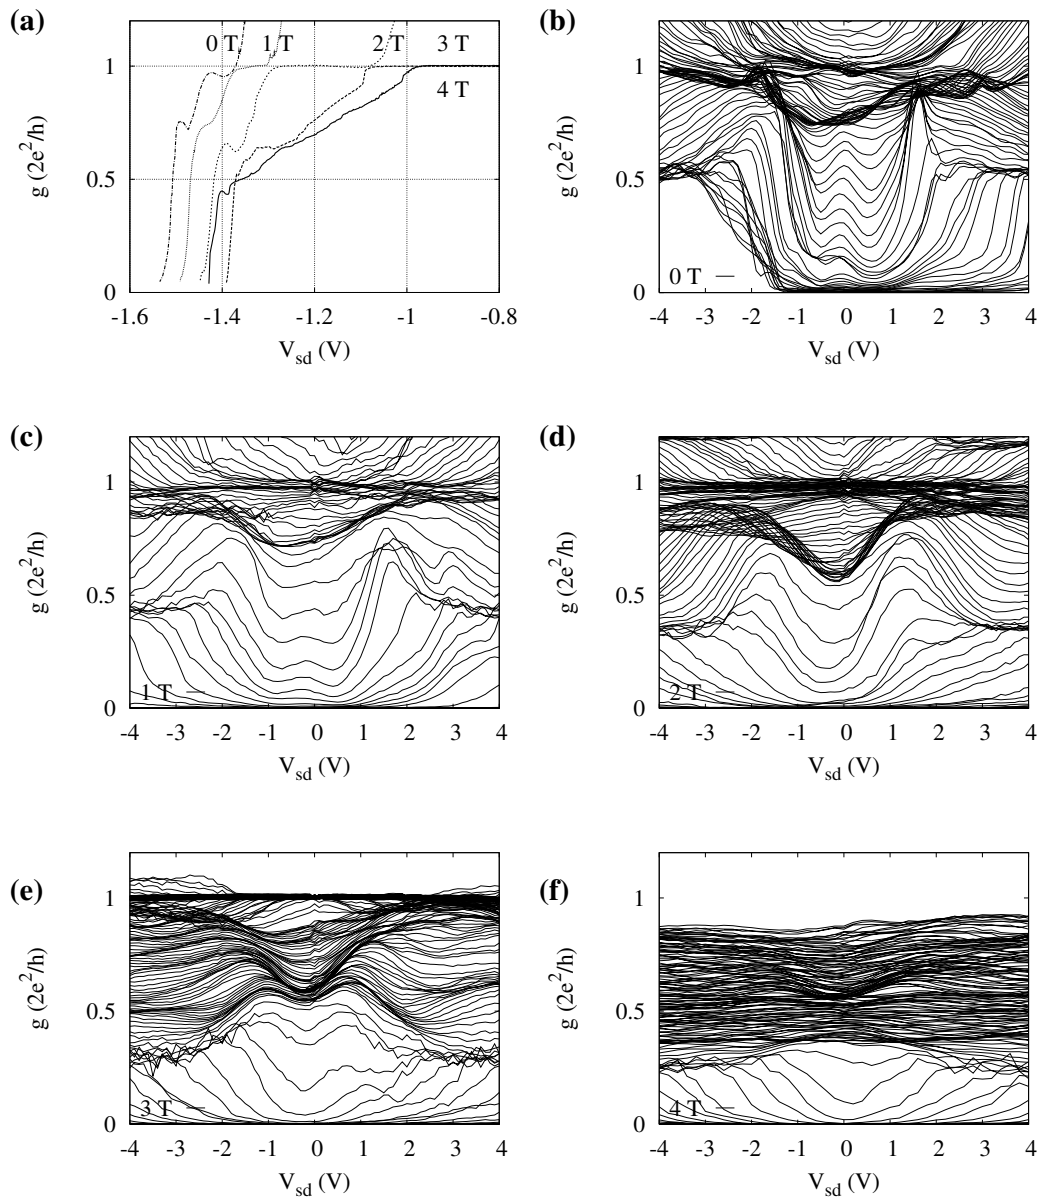 (a)
0 T 1 T 2 T 3 T
4 T
1
0.5
0
g (2e²/h)
-1.6 -1.4 -1.2 -1 -0.8
V_sd (V)
(b)
1
0.5
0
g (2e²/h)
0 T
-4 -3 -2 -1 0 1 2 3 4
V_sd (V)
(c)
1
0.5
0
g (2e²/h)
1 T
-4 -3 -2 -1 0 1 2 3 4
V_sd (V)
(d)
1
0.5
0
g (2e²/h)
2 T
-4 -3 -2 -1 0 1 2 3 4
V_sd (V)
(e)
1
0.5
0
g (2e²/h)
3 T
-4 -3 -2 -1 0 1 2 3 4
V_sd (V)
(f)
1
0.5
0
g (2e²/h)
4 T
-4 -3 -2 -1 0 1 2 3 4
V_sd (V)